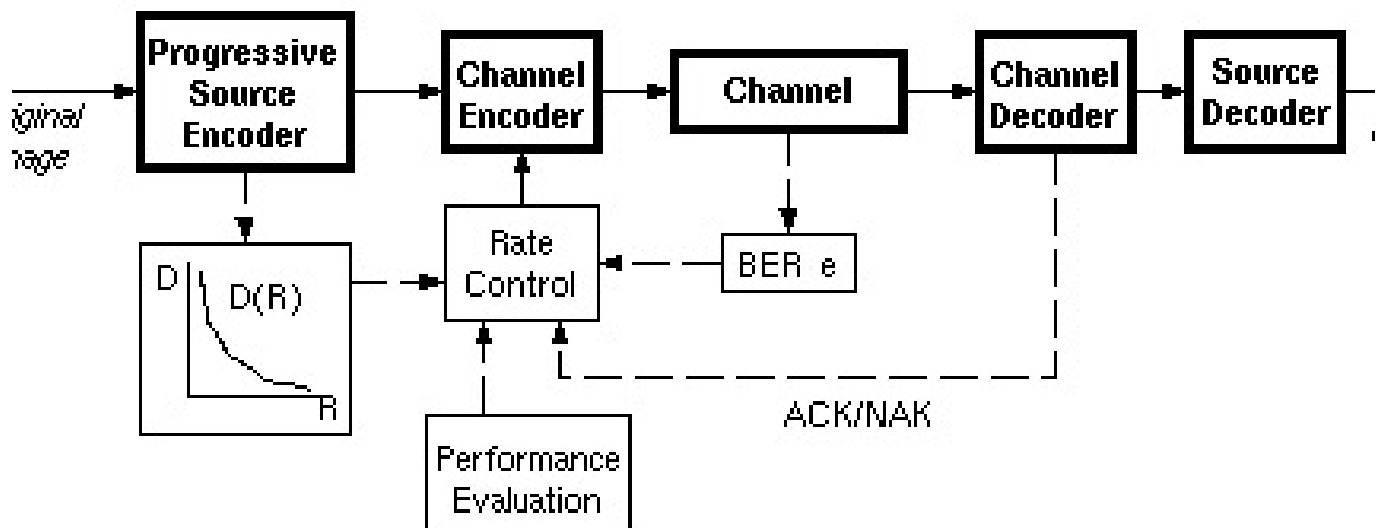 Progressive
Source
Encoder
Channel
Encoder
Channel
Channel
Decoder
Source
Decoder
D
D(R)
R
Rate
Control
BER e
ACK/NAK
Performance
Evaluation